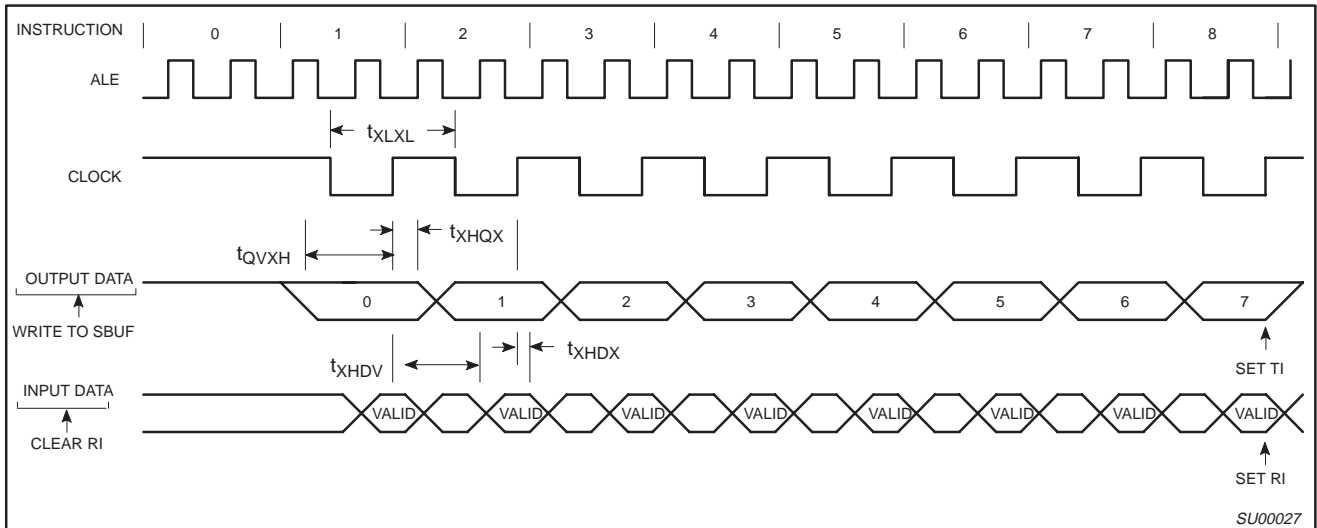 INSTRUCTION 0 1 2 3 4 5 6 7 8
ALE
tXLXL
CLOCK
tQVXH tXHQX
OUTPUT DATA 0 1 2 3 4 5 6 7
WRITE TO SBUF
tXHDV tXHDX
SET TI
INPUT DATA VALID VALID VALID VALID VALID VALID VALID VALID
CLEAR RI
SET RI
SU00027